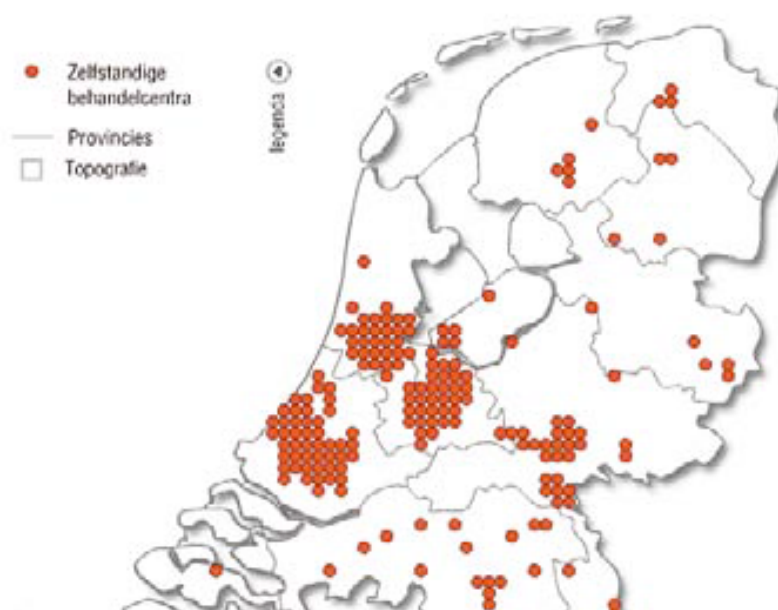 Zelfstandige
behandelcentra
Provincies
Topografie
legenda